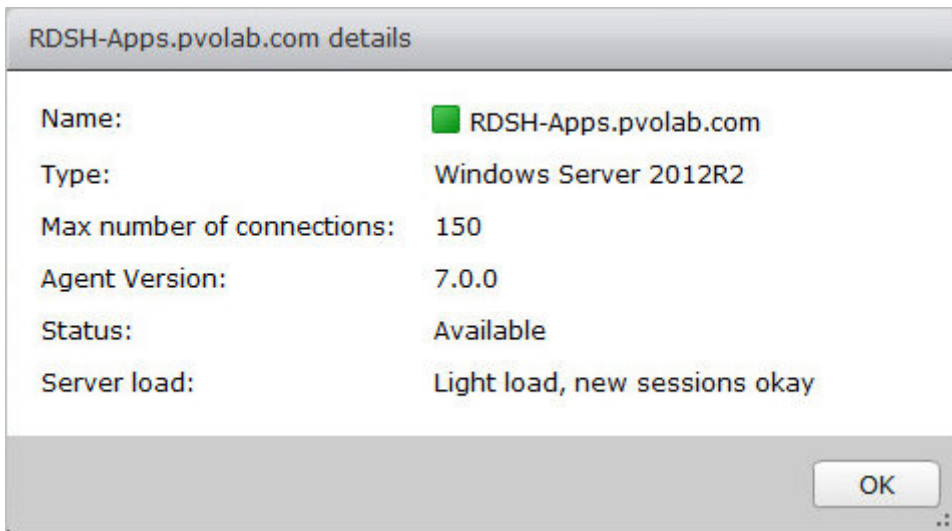 RDSH-Apps.pvolab.com details
Name: RDSH-Apps.pvolab.com
Type: Windows Server 2012R2
Max number of connections: 150
Agent Version: 7.0.0
Status: Available
Server load: Light load, new sessions okay
OK